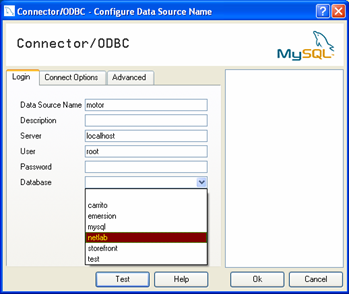 Connector/ODBC - Configure Data Source Name
Connector/ODBC
MySQL
Login Connect Options Advanced
Data Source Name motor
Description
Server localhost
User root
Password
Database
carrito
emersion
mysql
netlab
storefront
test
Test Help Ok Cancel